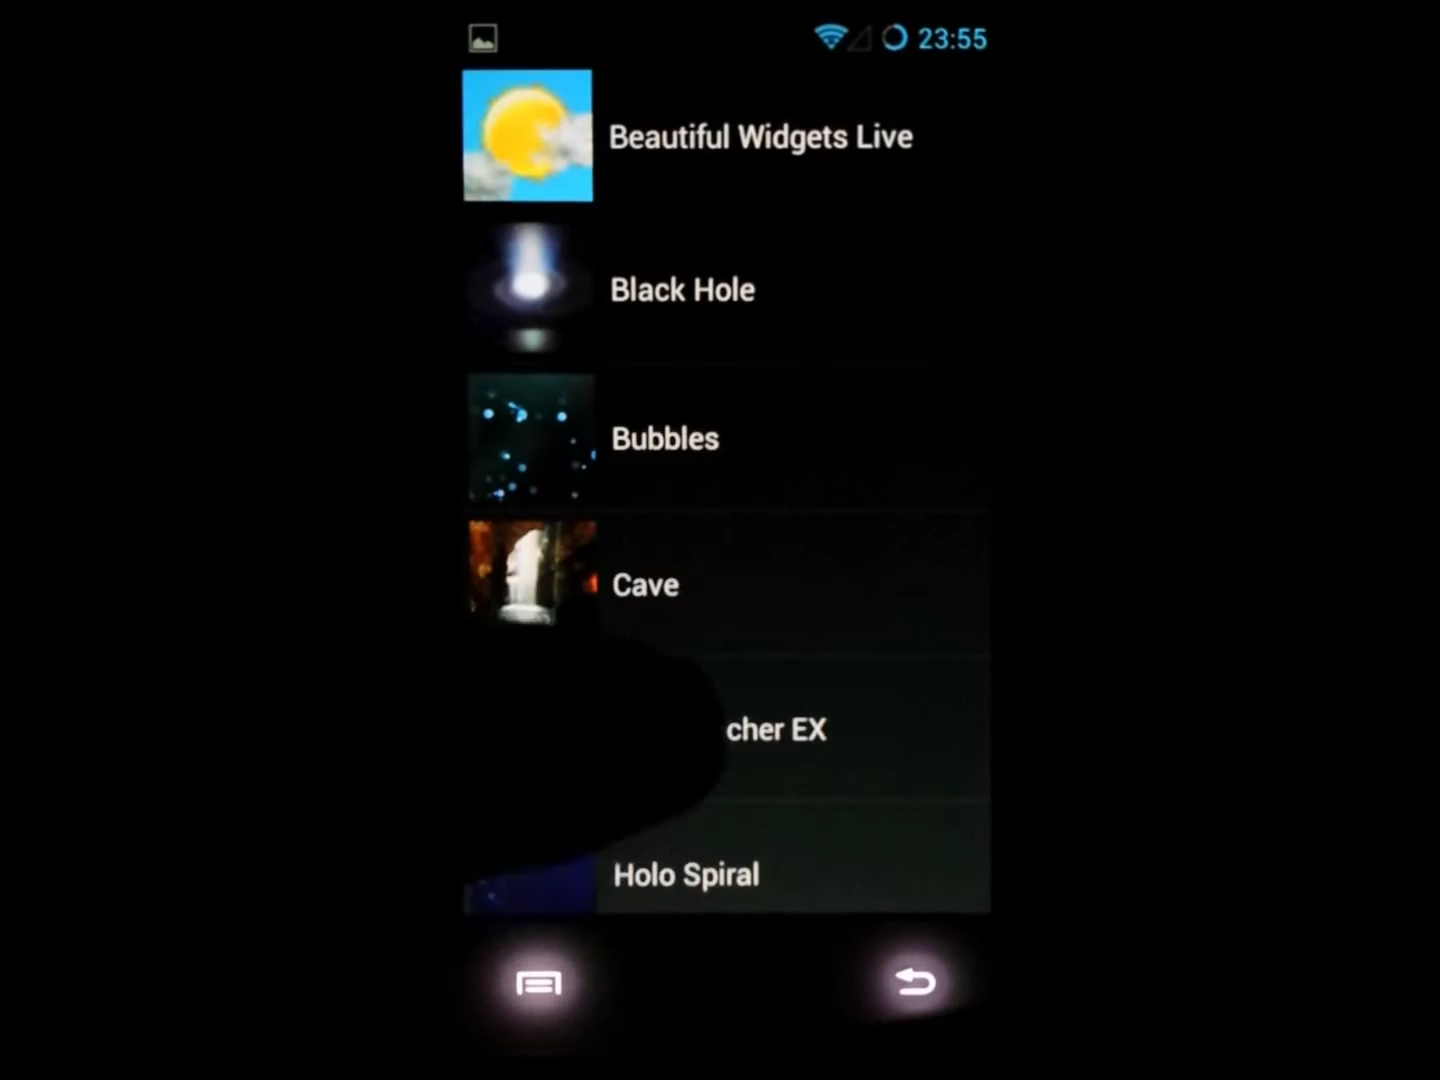 23:55
Beautiful Widgets Live
Black Hole
Bubbles
Cave
cher EX
Holo Spiral